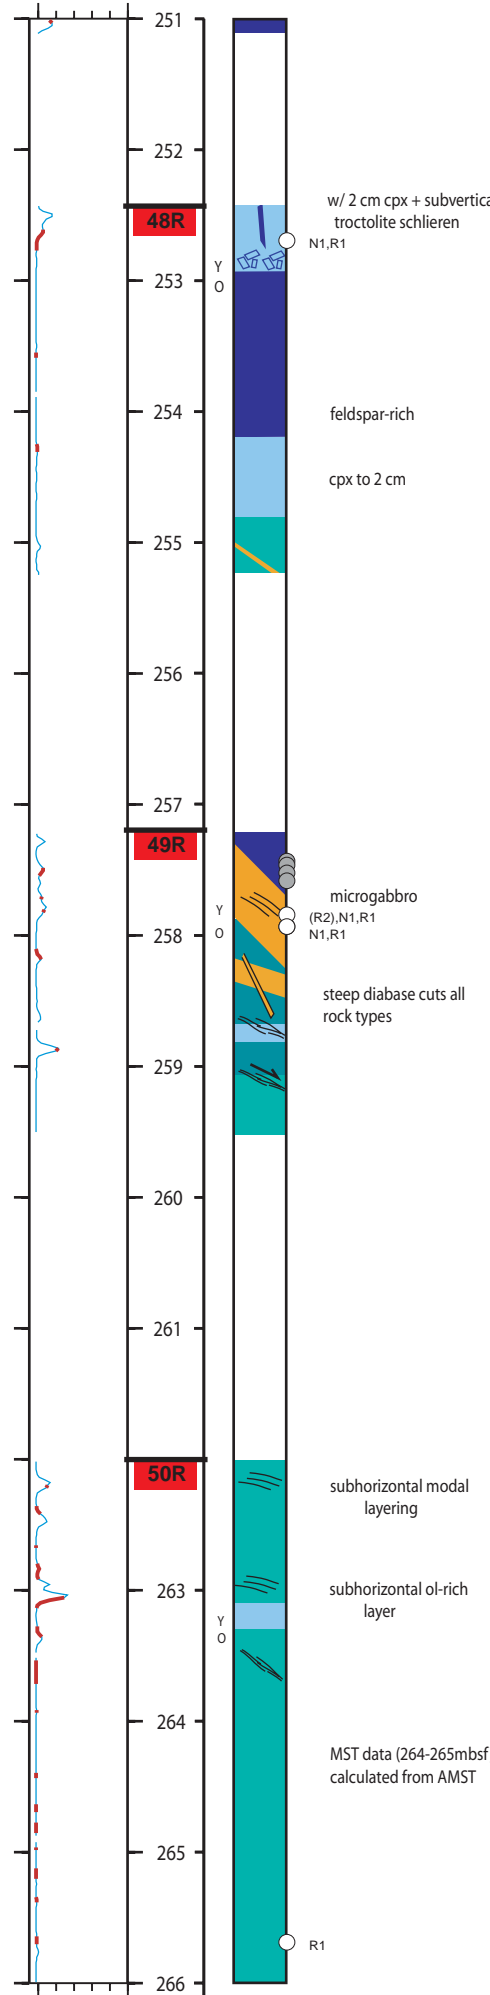 251
252
w/ 2 cm cpx + subvertica
troctolite schlieren
48R
N1,R1
Y
O
253
254
feldspar-rich
cpx to 2 cm
255
256
257
49R
microgabbro
Y
(R2),N1,R1
O
N1,R1
258
steep diabase cuts all
rock types
259
260
261
50R
subhorizontal modal
layering
263
subhorizontal ol-rich
layer
Y
O
264
MST data (264-265mbsf
calculated from AMST
265
R1
266